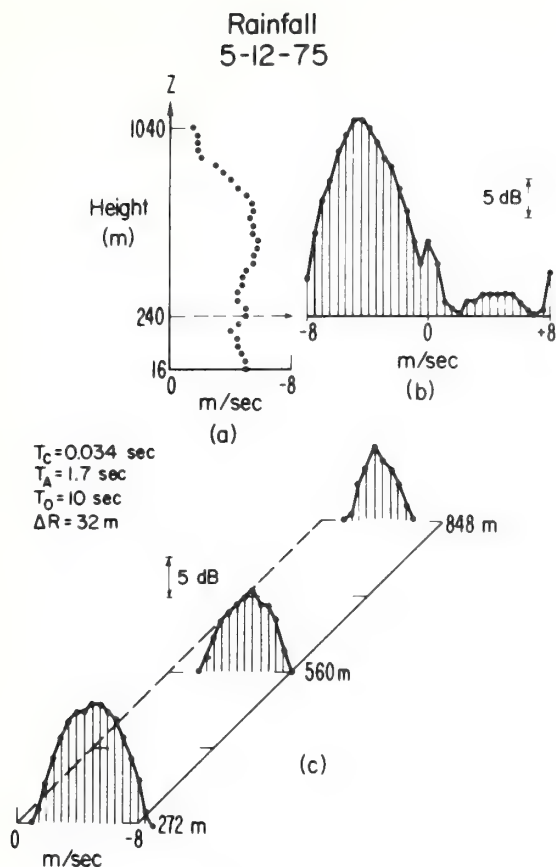 Rainfall
5-12-75
Z
1040
Height
(m)
240
16
0
-8
m/sec
(a)
5 dB
-8
0
+8
m/sec
(b)
T_C=0.034 sec
T_A=1.7 sec
T_O=10 sec
ΔR=32 m
5 dB
848 m
560 m
272 m
(c)
0
-8
m/sec